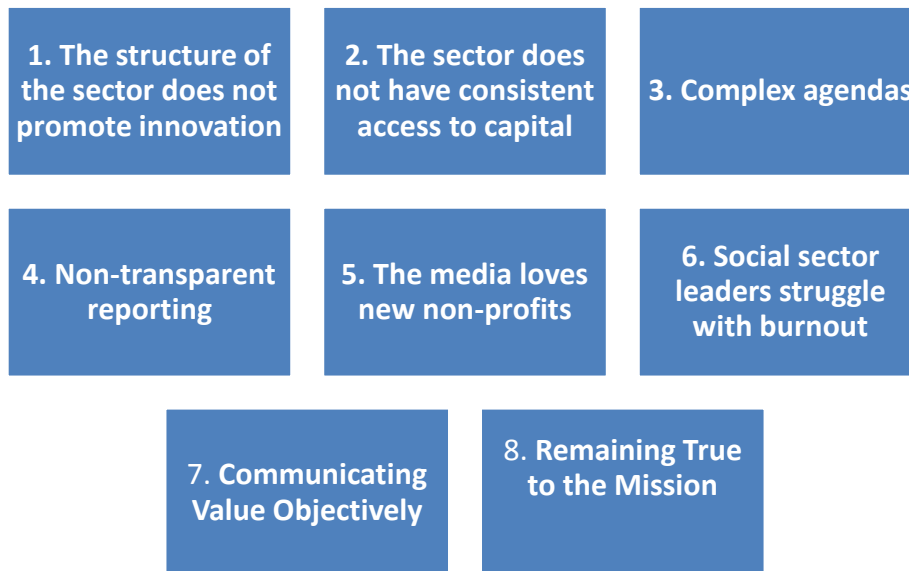 1. The structure of
the sector does not
promote innovation
2. The sector does
not have consistent
access to capital
3. Complex agendas
4. Non-transparent
reporting
5. The media loves
new non-profits
6. Social sector
leaders struggle
with burnout
7. Communicating
Value Objectively
8. Remaining True
to the Mission